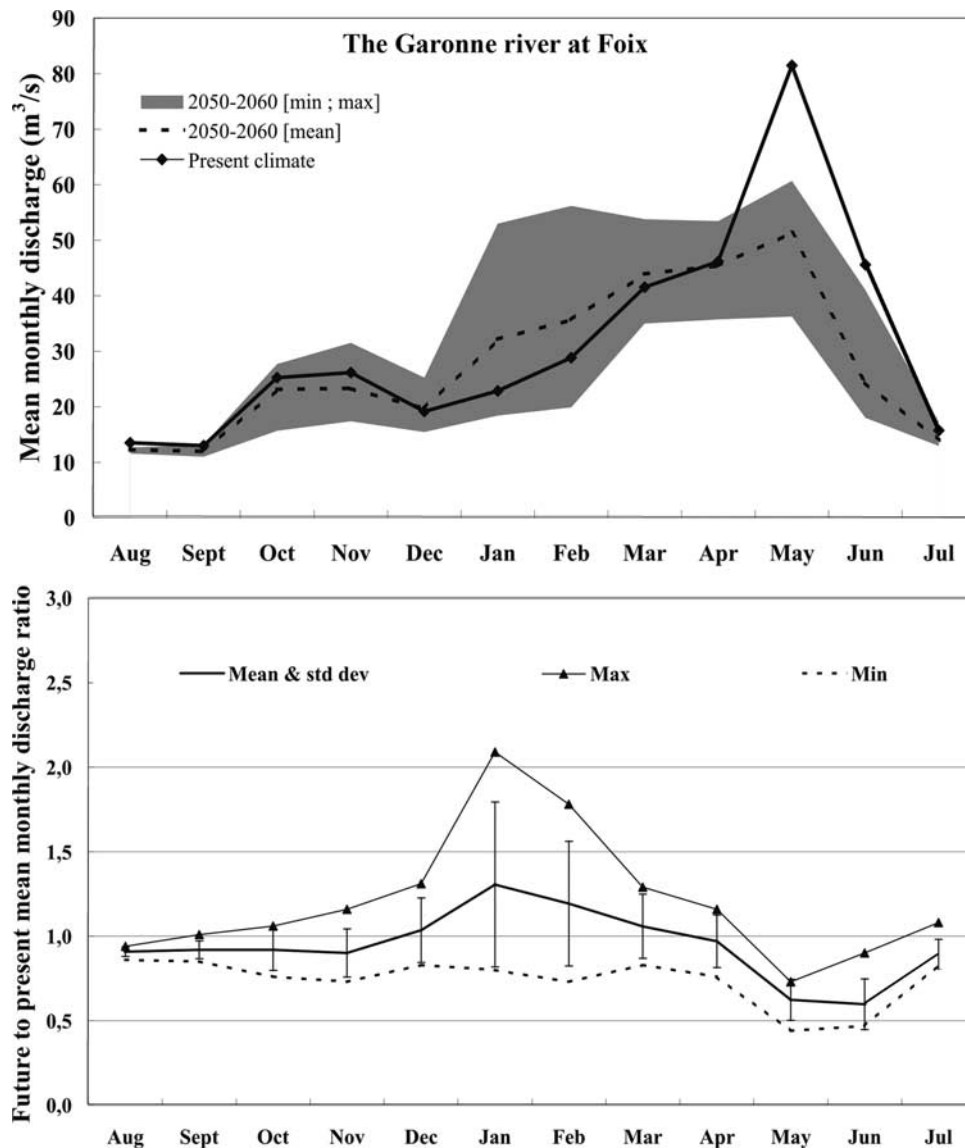 The Garonne river at Foix
Mean monthly discharge (m³/s)
90
80
70
60
50
40
30
20
10
0
2050-2060 [min ; max]
2050-2060 [mean]
Present climate
Aug Sept Oct Nov Dec Jan Feb Mar Apr May Jun Jul
Future to present mean monthly discharge ratio
3,0
2,5
2,0
1,5
1,0
0,5
0,0
Mean & std dev Max Min
Aug Sept Oct Nov Dec Jan Feb Mar Apr May Jun Jul